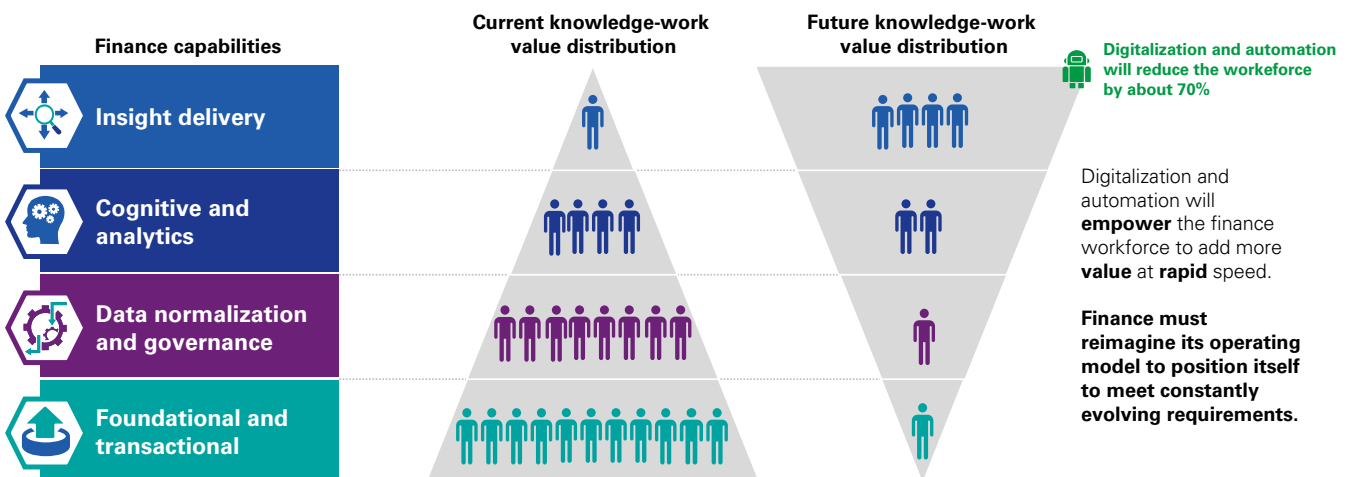 Finance capabilities
Current knowledge-work
value distribution
Future knowledge-work
value distribution
Digitalization and automation
will reduce the workeforce
by about 70%
Insight delivery
Cognitive and
analytics
Data normalization
and governance
Foundational and
transactional
Digitalization and
automation will
empower the finance
workforce to add more
value at rapid speed.
Finance must
reimagine its operating
model to position itself
to meet constantly
evolving requirements.